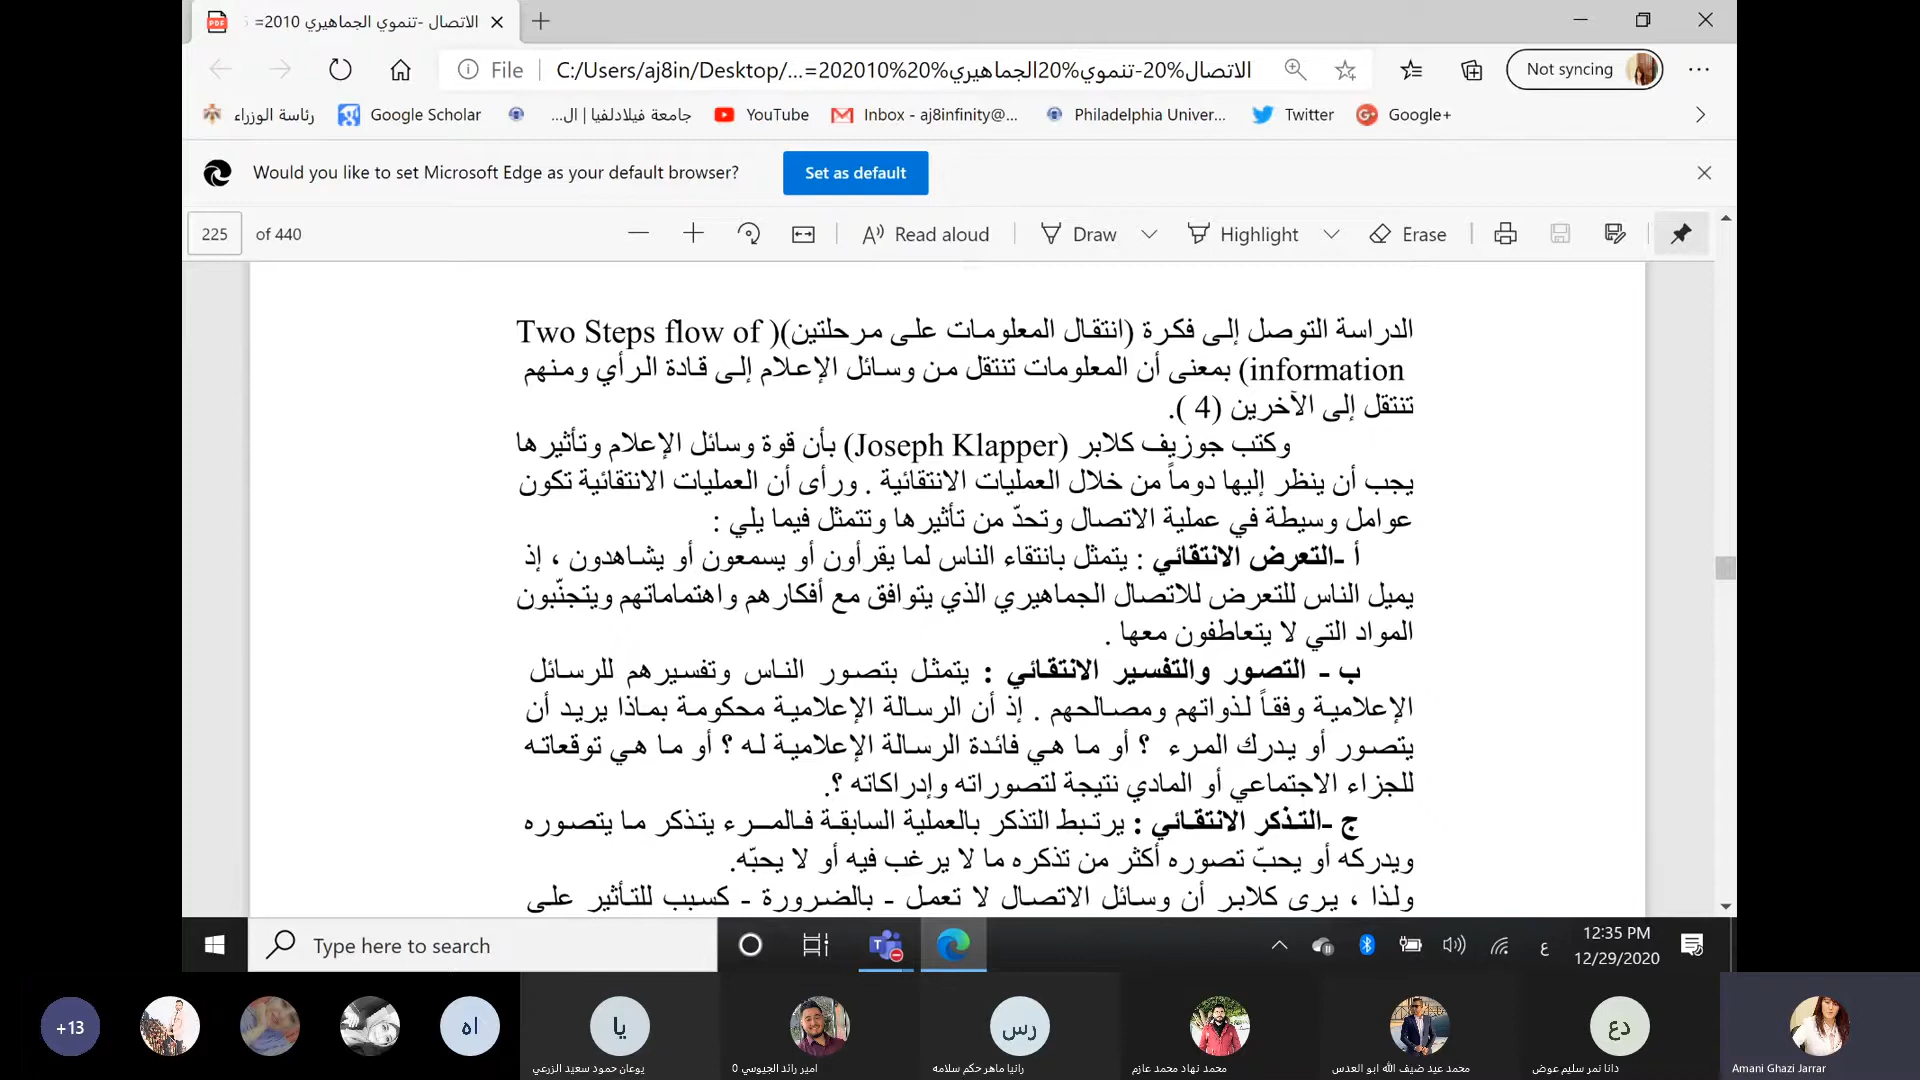 الاتصال -تنموي الجماهيري 2010=
File
C:/Users/aj8in/Desktop/...=202010%20%الاتصال%20-تنموي%20الجماهيري
Not syncing
رئاسة الوزراء
Google Scholar
جامعة فيلادلفيا | ال...
YouTube
Inbox - aj8infinity@...
Philadelphia Univer...
Twitter
Google+
Would you like to set Microsoft Edge as your default browser?
Set as default
225 of 440
Read aloud
Draw
Highlight
Erase
الدراسة التوصل إلى فكرة (انتقال المعلومات على مرحلتين)( Two Steps flow of
information) بمعنى أن المعلومات تنتقل من وسائل الإعلام إلى قادة الرأي ومنهم
تنتقل إلى الآخرين (4 ).
وكتب جوزيف كلابر (Joseph Klapper) بأن قوة وسائل الإعلام وتأثيرها
يجب أن ينظر إليها دوماً من خلال العمليات الانتقائية . ورأى أن العمليات الانتقائية تكون
عوامل وسيطة في عملية الاتصال وتحدّ من تأثيرها وتتمثل فيما يلي :
أ -التعرض الانتقائي : يتمثل بانتقاء الناس لما يقرأون أو يسمعون أو يشاهدون ، إذ
يميل الناس للتعرض للاتصال الجماهيري الذي يتوافق مع أفكارهم واهتماماتهم ويتجنّبون
المواد التي لا يتعاطفون معها .
ب - التصور والتفسير الانتقائي : يتمثل بتصور الناس وتفسيرهم للرسائل
الإعلامية وفقاً لذواتهم ومصالحهم . إذ أن الرسالة الإعلامية محكومة بماذا يريد أن
يتصور أو يدرك المرء ؟ أو ما هي فائدة الرسالة الإعلامية له ؟ أو ما هي توقعاته
للجزاء الاجتماعي أو المادي نتيجة لتصوراته وإدراكاته ؟.
ج -التذكر الانتقائي : يرتبط التذكر بالعملية السابقة فالمرء يتذكر ما يتصوره
ويدركه أو يحبّ تصوره أكثر من تذكره ما لا يرغب فيه أو لا يحبّه.
ولذا ، يرى كلابر أن وسائل الاتصال لا تعمل - بالضرورة - كسبب للتأثير على
Type here to search
ع
12:35 PM
12/29/2020
+13
اه
يا
رس
دع
يوعان حمود سعيد الزرعي
امير رائد الجيوسي 0
رانيا ماهر حكم سلامه
محمد نهاد محمد عازم
محمد عيد ضيف الله ابو العدس
دانا نمر سليم عوض
Amani Ghazi Jarrar